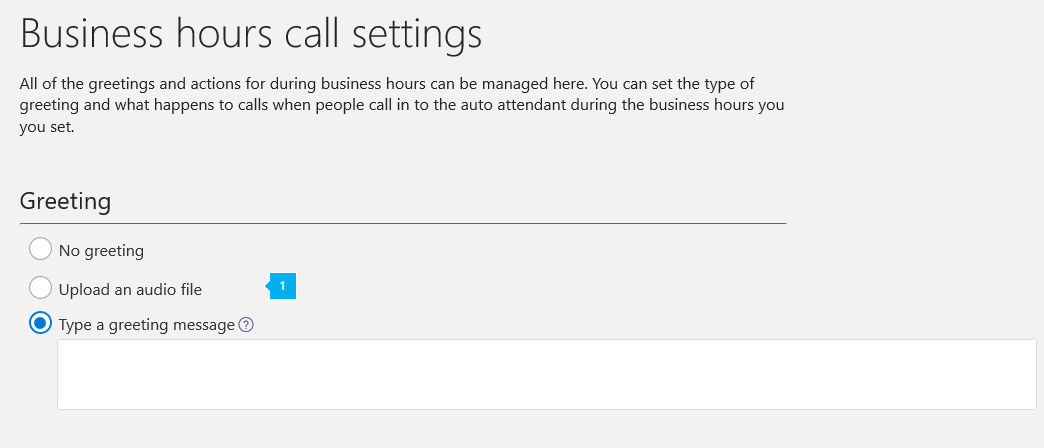 Business hours call settings
All of the greetings and actions for during business hours can be managed here. You can set the type of
greeting and what happens to calls when people call in to the auto attendant during the business hours you
you set.
Greeting
No greeting
Upload an audio file
1
Type a greeting message ?